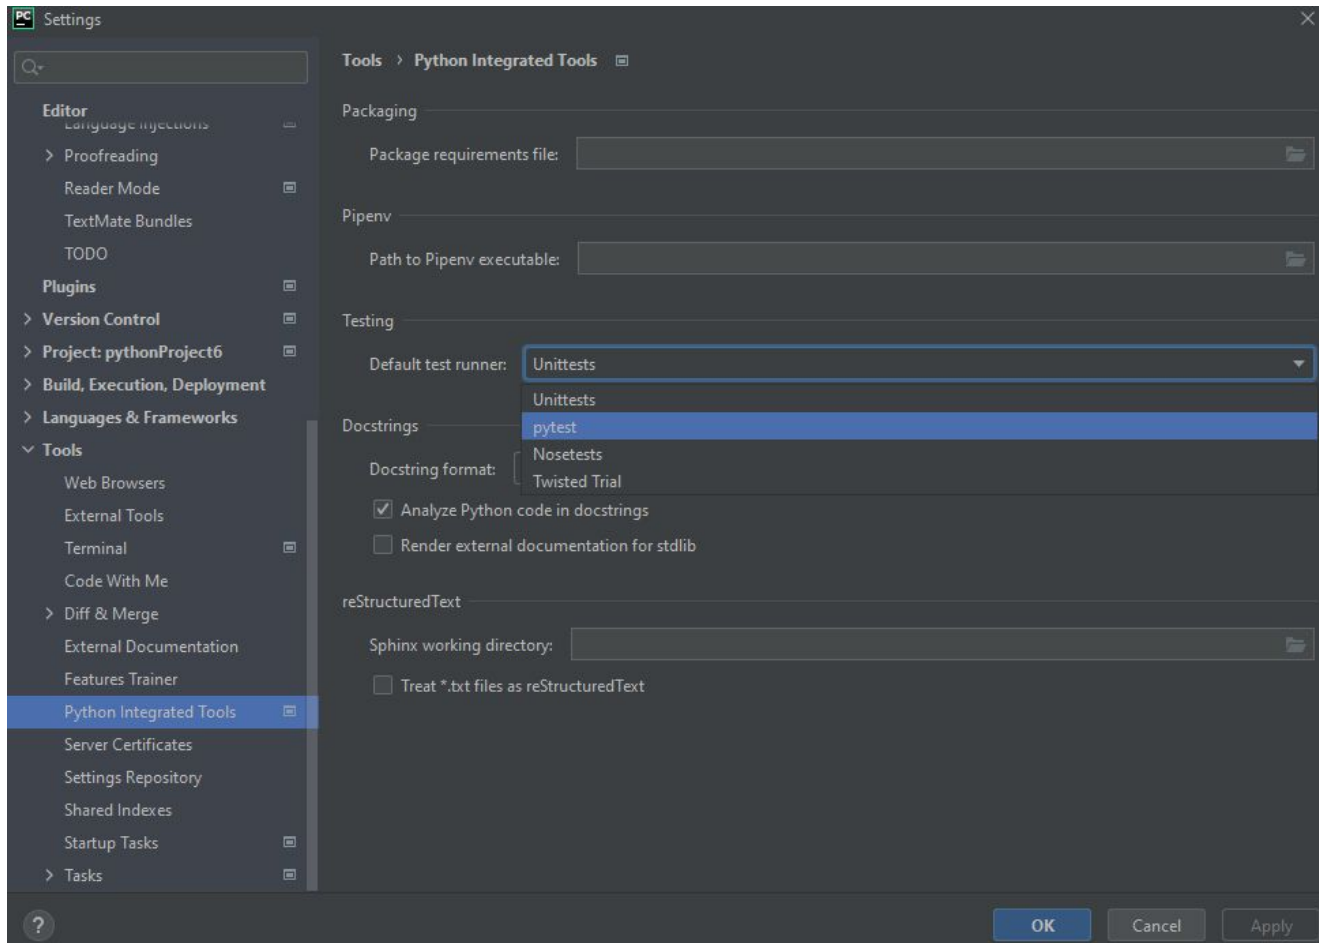 PC Settings
Editor
Language Injections
Proofreading
Reader Mode
TextMate Bundles
TODO
Plugins
Version Control
Project: pythonProject6
Build, Execution, Deployment
Languages & Frameworks
Tools
Web Browsers
External Tools
Terminal
Code With Me
Diff & Merge
External Documentation
Features Trainer
Python Integrated Tools
Server Certificates
Settings Repository
Shared Indexes
Startup Tasks
Tasks
Tools > Python Integrated Tools
Packaging
Package requirements file:
Pipenv
Path to Pipenv executable:
Testing
Default test runner: Unittests
Unittests
pytest
Nosetests
Twisted Trial
Docstrings
Docstring format:
Analyze Python code in docstrings
Render external documentation for stdlib
reStructuredText
Sphinx working directory:
Treat *.txt files as reStructuredText
? OK Cancel Apply